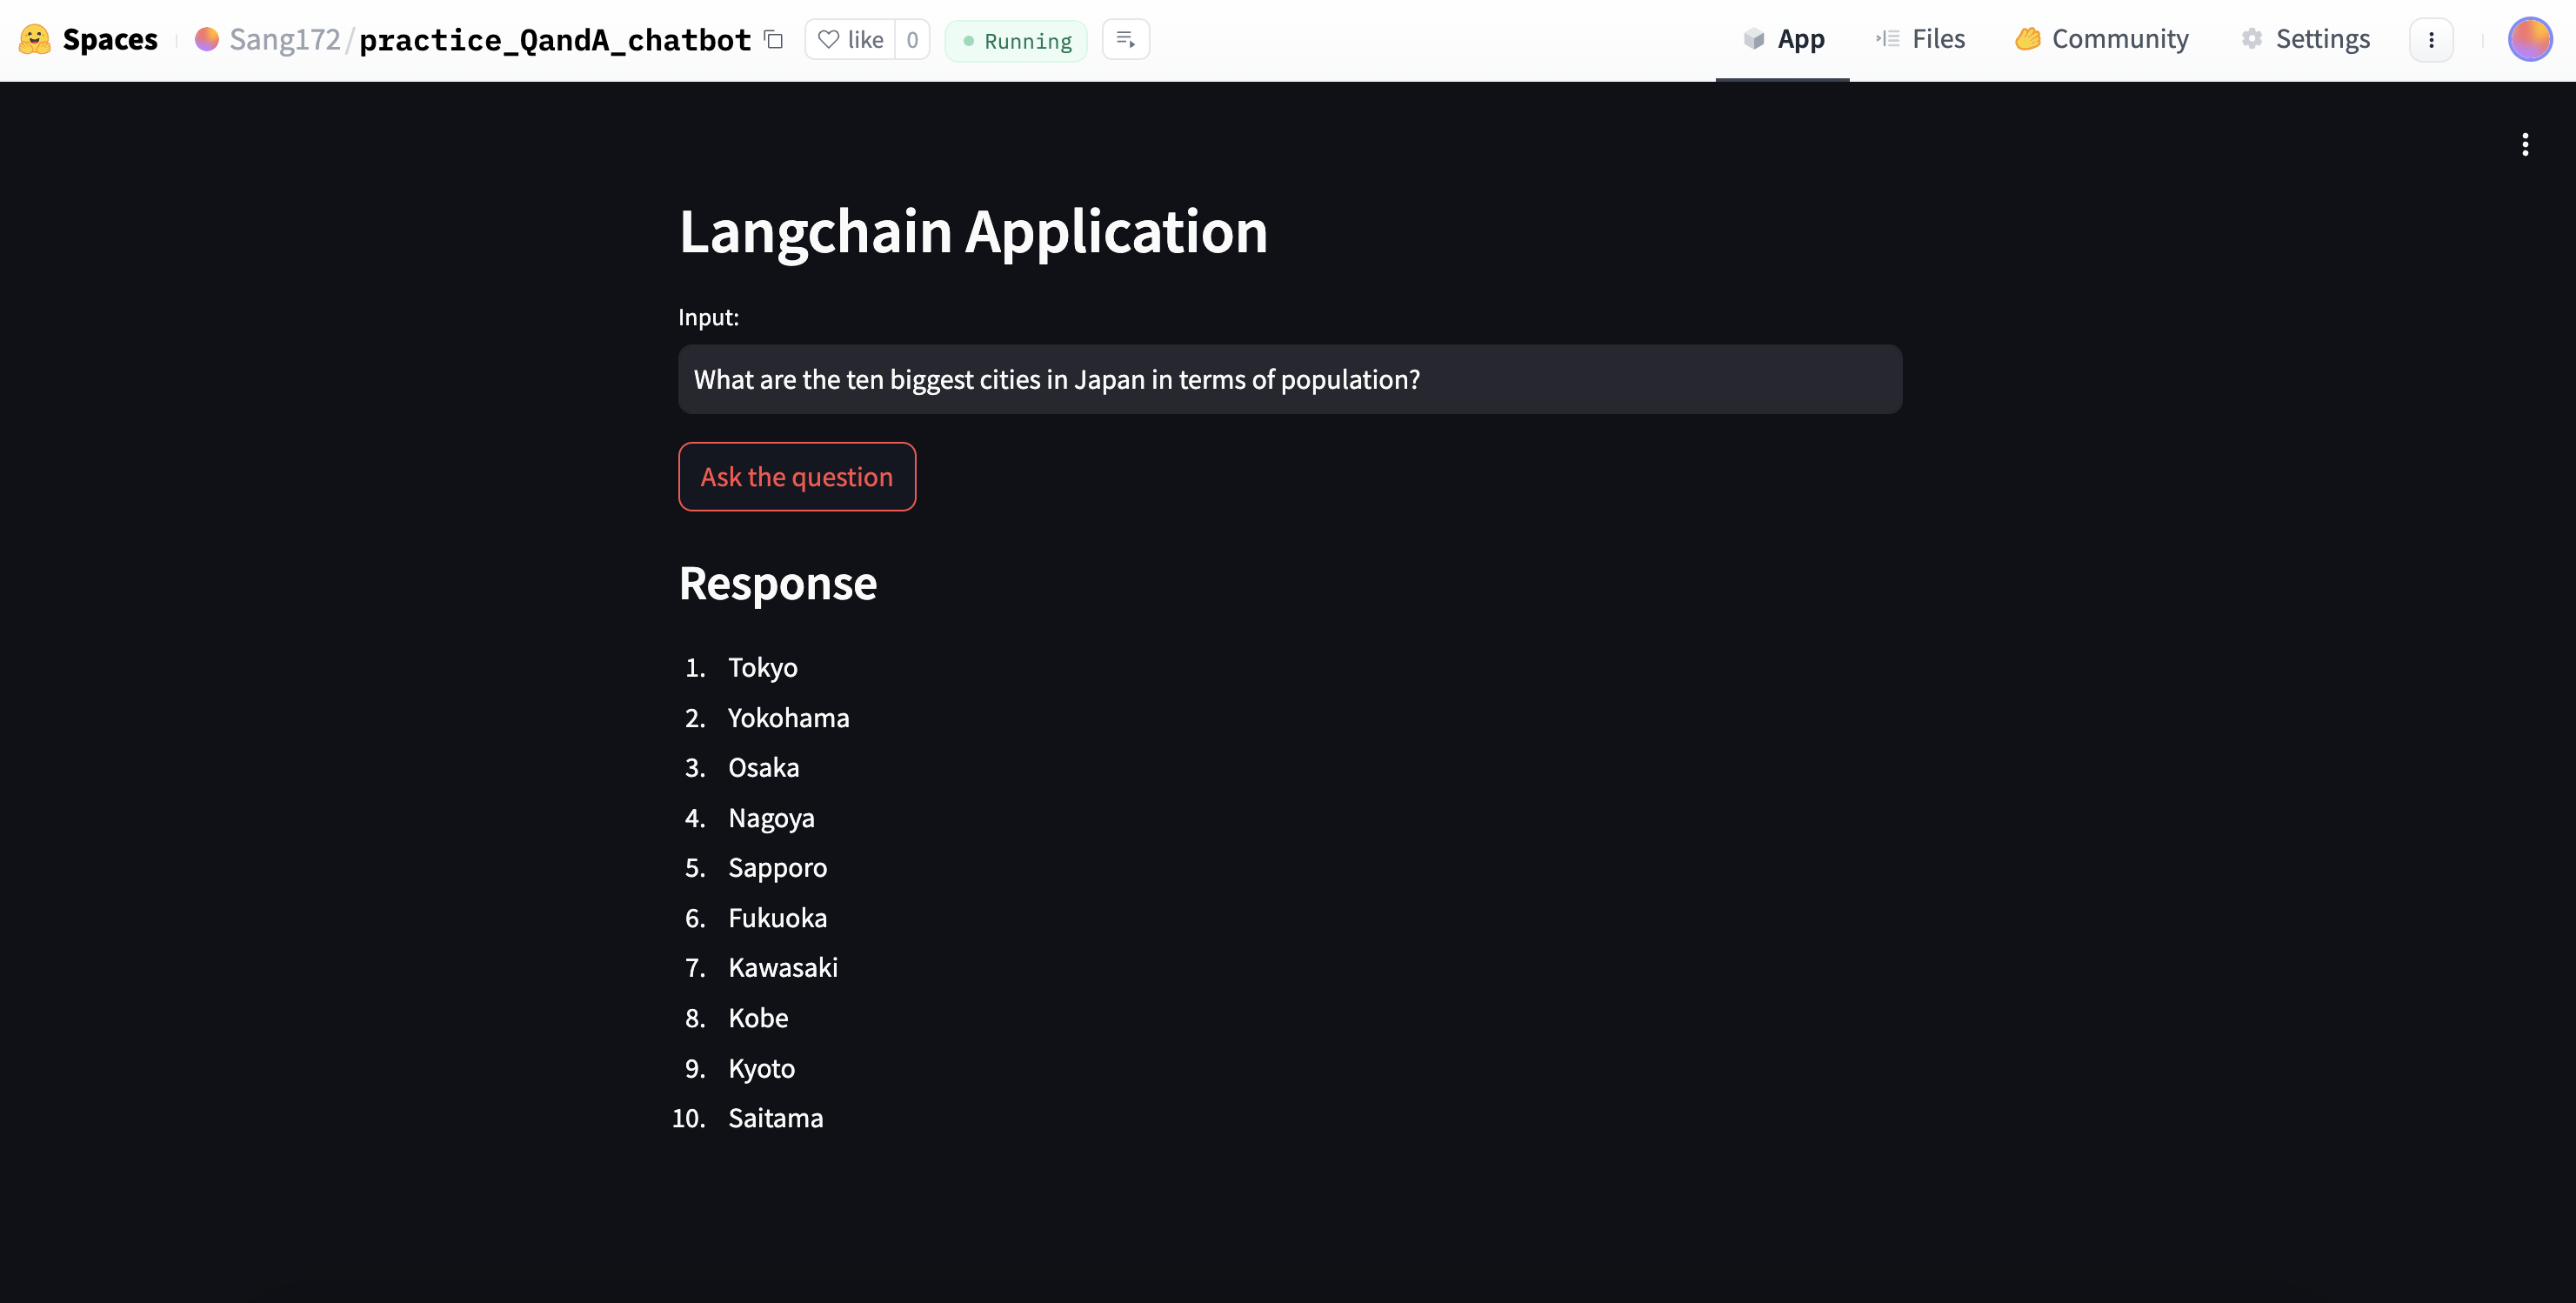 Spaces Sang172/practice_QandA_chatbot like 0 Running App Files Community Settings
Langchain Application
Input:
What are the ten biggest cities in Japan in terms of population?
Ask the question
Response
1. Tokyo
2. Yokohama
3. Osaka
4. Nagoya
5. Sapporo
6. Fukuoka
7. Kawasaki
8. Kobe
9. Kyoto
10. Saitama